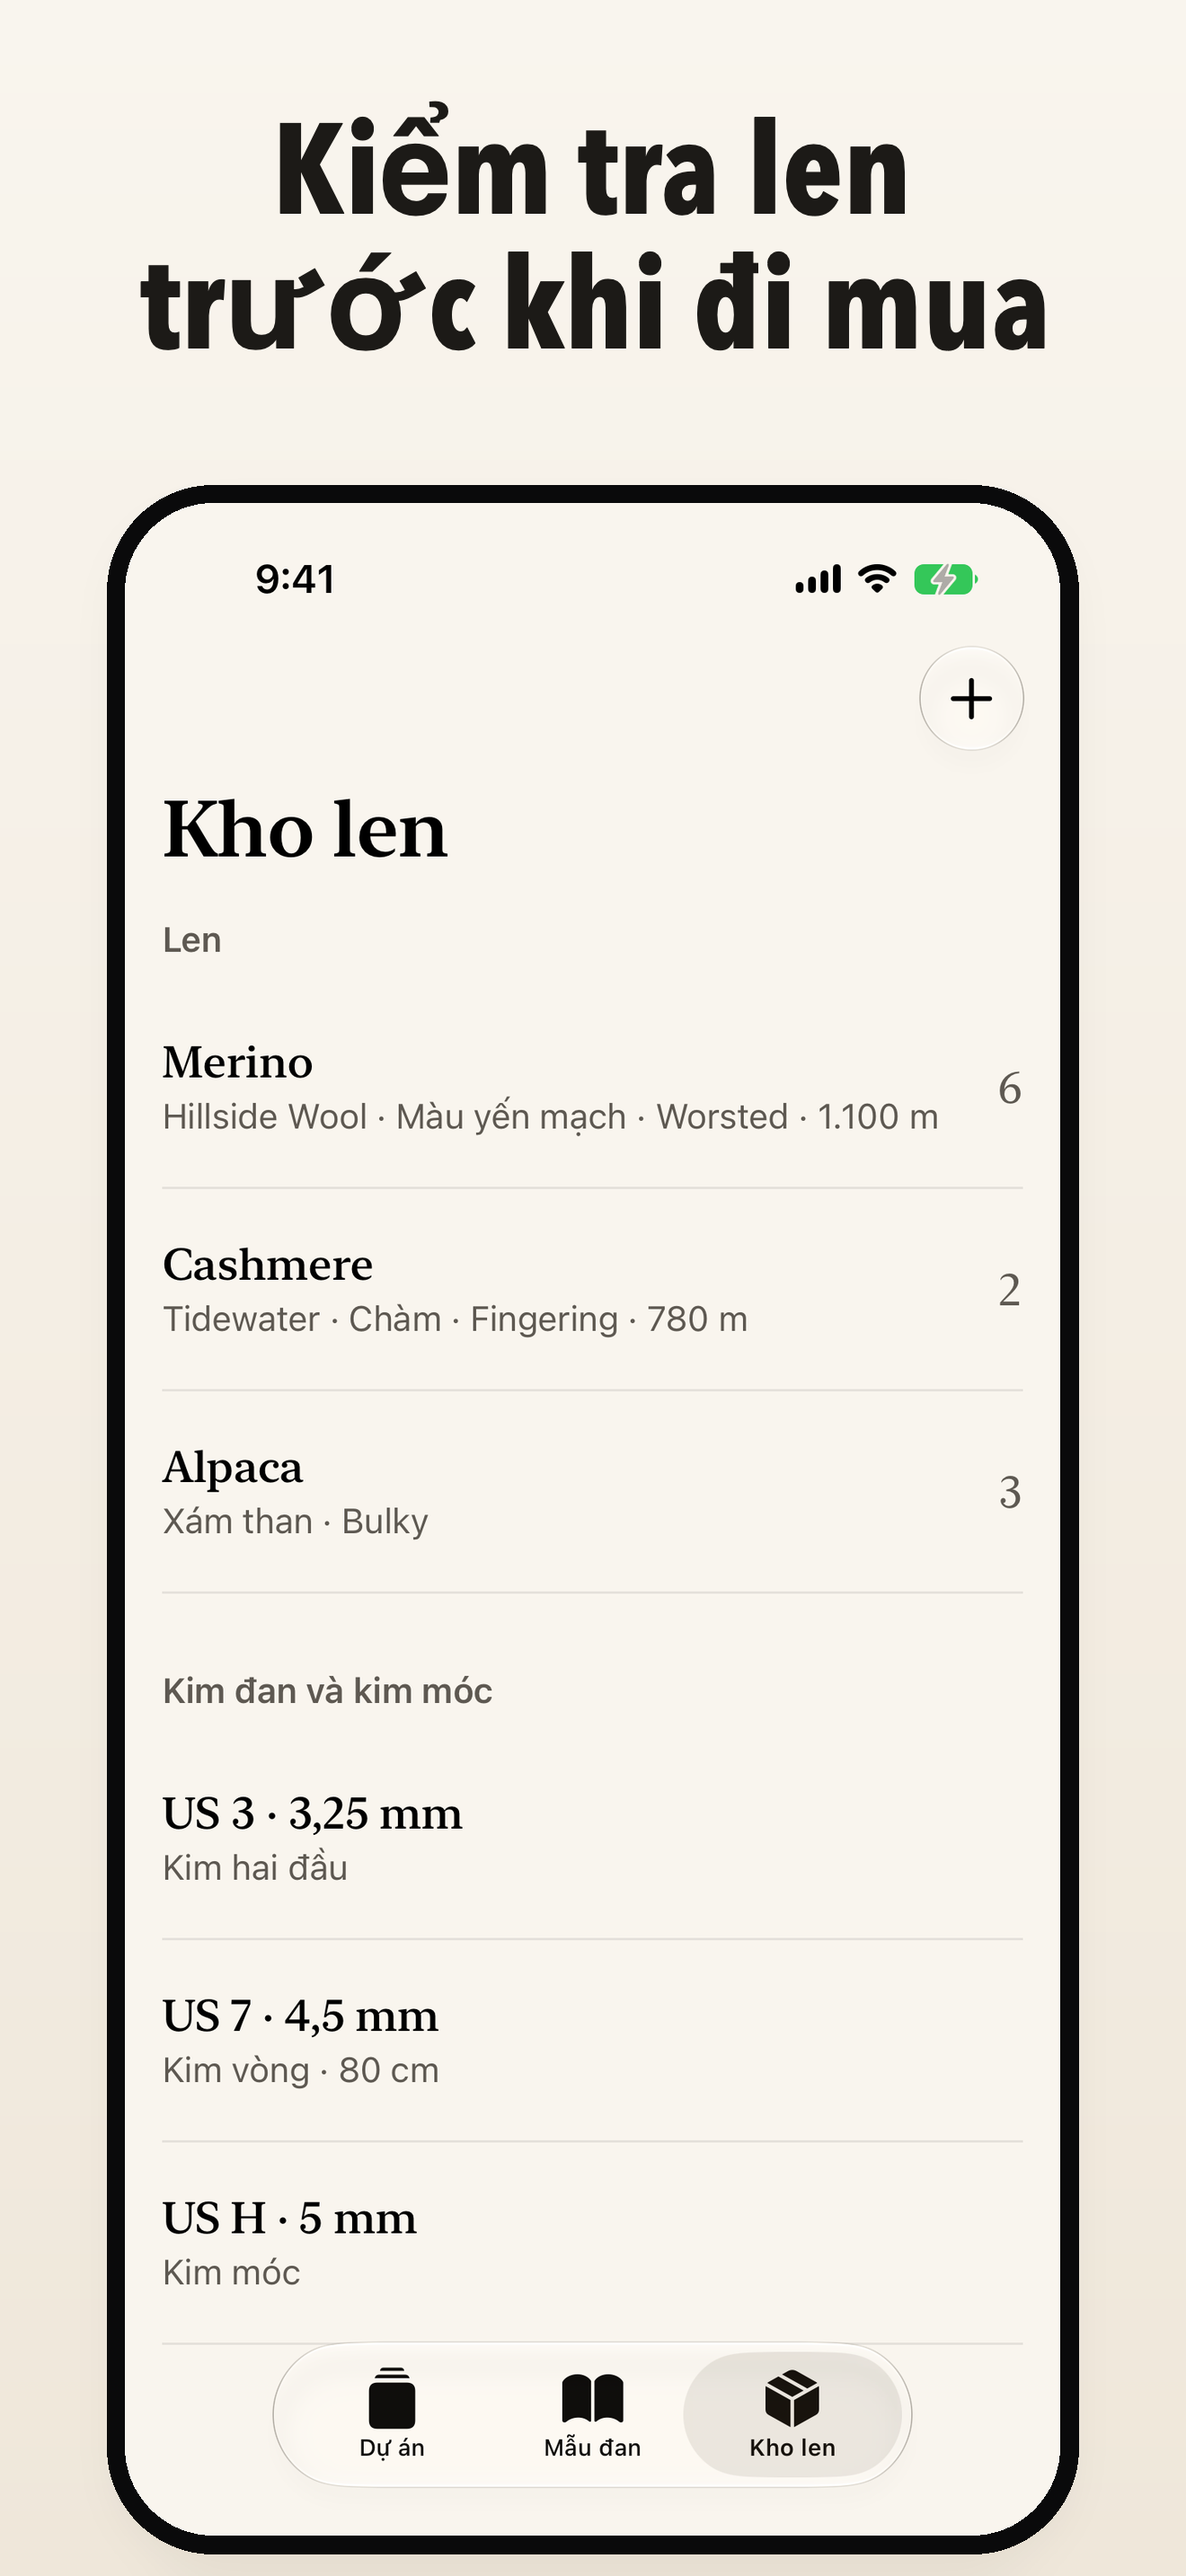 Kiểm tra len
trước khi đi mua
9:41
Kho len
Len
Merino
Hillside Wool · Màu yến mạch · Worsted · 1.100 m
6
Cashmere
Tidewater · Chàm · Fingering · 780 m
2
Alpaca
Xám than · Bulky
3
Kim đan và kim móc
US 3 · 3,25 mm
Kim hai đầu
US 7 · 4,5 mm
Kim vòng · 80 cm
US H · 5 mm
Kim móc
Dự án
Mẫu đan
Kho len